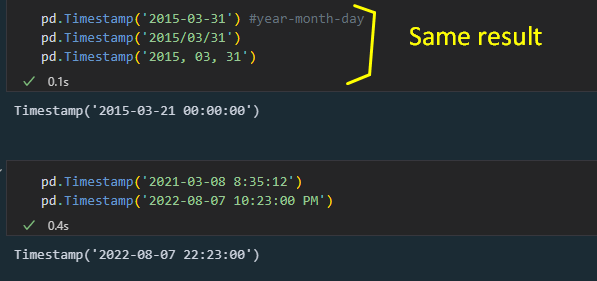 pd.Timestamp('2015-03-31') #year-month-day
pd.Timestamp('2015/03/31')
pd.Timestamp('2015, 03, 31')
Same result
0.1s
Timestamp('2015-03-21 00:00:00')
pd.Timestamp('2021-03-08 8:35:12')
pd.Timestamp('2022-08-07 10:23:00 PM')
0.4s
Timestamp('2022-08-07 22:23:00')